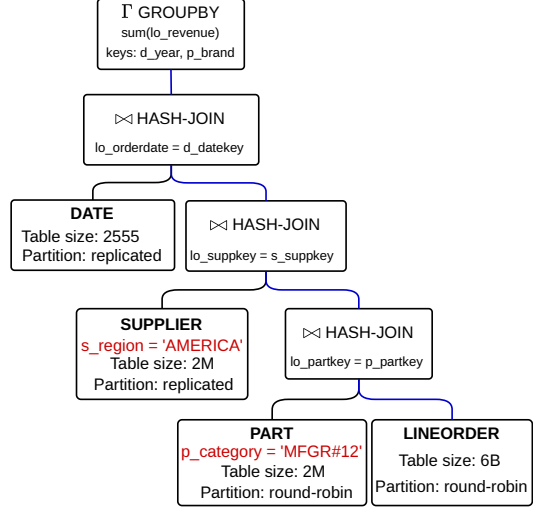 Γ GROUPBY
sum(lo_revenue)
keys: d_year, p_brand
⋈ HASH-JOIN
lo_orderdate = d_datekey
DATE
Table size: 2555
Partition: replicated
⋈ HASH-JOIN
lo_suppkey = s_suppkey
SUPPLIER
s_region = 'AMERICA'
Table size: 2M
Partition: replicated
⋈ HASH-JOIN
lo_partkey = p_partkey
PART
p_category = 'MFGR#12'
Table size: 2M
Partition: round-robin
LINEORDER
Table size: 6B
Partition: round-robin